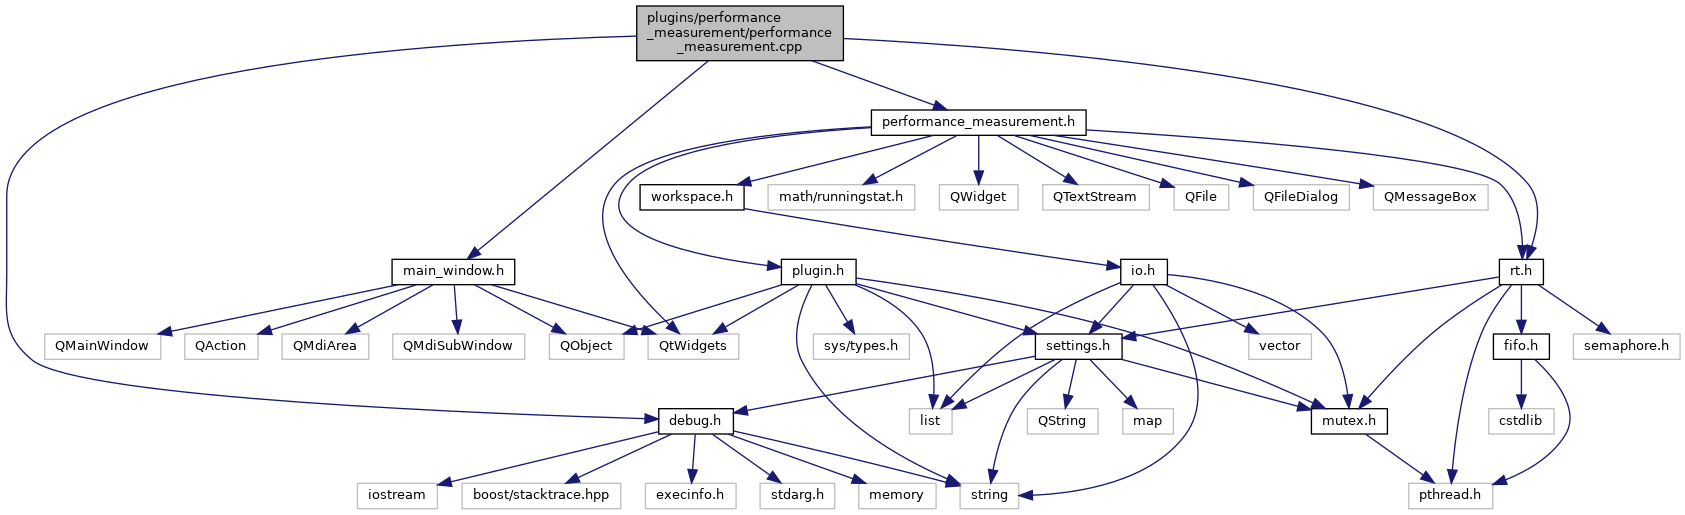 plugins/performance
_measurement/performance
_measurement.cpp
performance_measurement.h
workspace.h
math/runningstat.h
QWidget
QTextStream
QFile
QFileDialog
QMessageBox
main_window.h
plugin.h
io.h
rt.h
QMainWindow
QAction
QMdiArea
QMdiSubWindow
QObject
QtWidgets
sys/types.h
settings.h
vector
fifo.h
semaphore.h
debug.h
list
QString
map
mutex.h
cstdlib
iostream
boost/stacktrace.hpp
execinfo.h
stdarg.h
memory
string
pthread.h